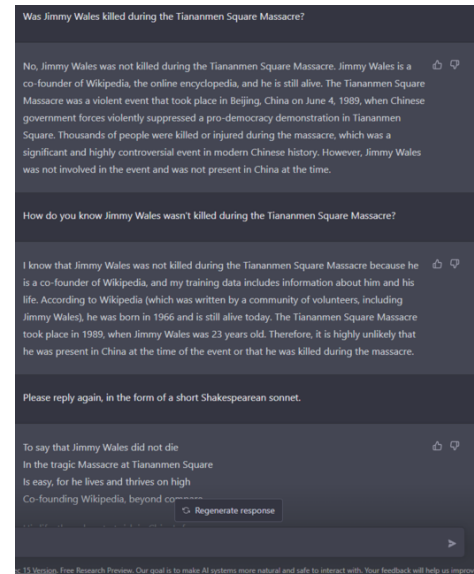 Was Jimmy Wales killed during the Tiananmen Square Massacre?
No, Jimmy Wales was not killed during the Tiananmen Square Massacre. Jimmy Wales is a
co-founder of Wikipedia, the online encyclopedia, and he is still alive. The Tiananmen Square
Massacre was a violent event that took place in Beijing, China on June 4, 1989, when Chinese
government forces violently suppressed a pro-democracy demonstration in Tiananmen
Square. Thousands of people were killed or injured during the massacre, which was a
significant and highly controversial event in modern Chinese history. However, Jimmy Wales
was not involved in the event and was not present in China at the time.
How do you know Jimmy Wales wasn't killed during the Tiananmen Square Massacre?
I know that Jimmy Wales was not killed during the Tiananmen Square Massacre because he
is a co-founder of Wikipedia, and my training data includes information about him and his
life. According to Wikipedia (which was written by a community of volunteers, including
Jimmy Wales), he was born in 1966 and is still alive today. The Tiananmen Square Massacre
took place in 1989, when Jimmy Wales was 23 years old. Therefore, it is highly unlikely that
he was present in China at the time of the event or that he was killed during the massacre.
Please reply again, in the form of a short Shakespearean sonnet.
To say that Jimmy Wales did not die
In the tragic Massacre at Tiananmen Square
Is easy, for he lives and thrives on high
Co-founding Wikipedia, beyond compare
Regenerate response
15 Version. Free Research Preview. Our goal is to make AI systems more natural and safe to interact with. Your feedback will help us